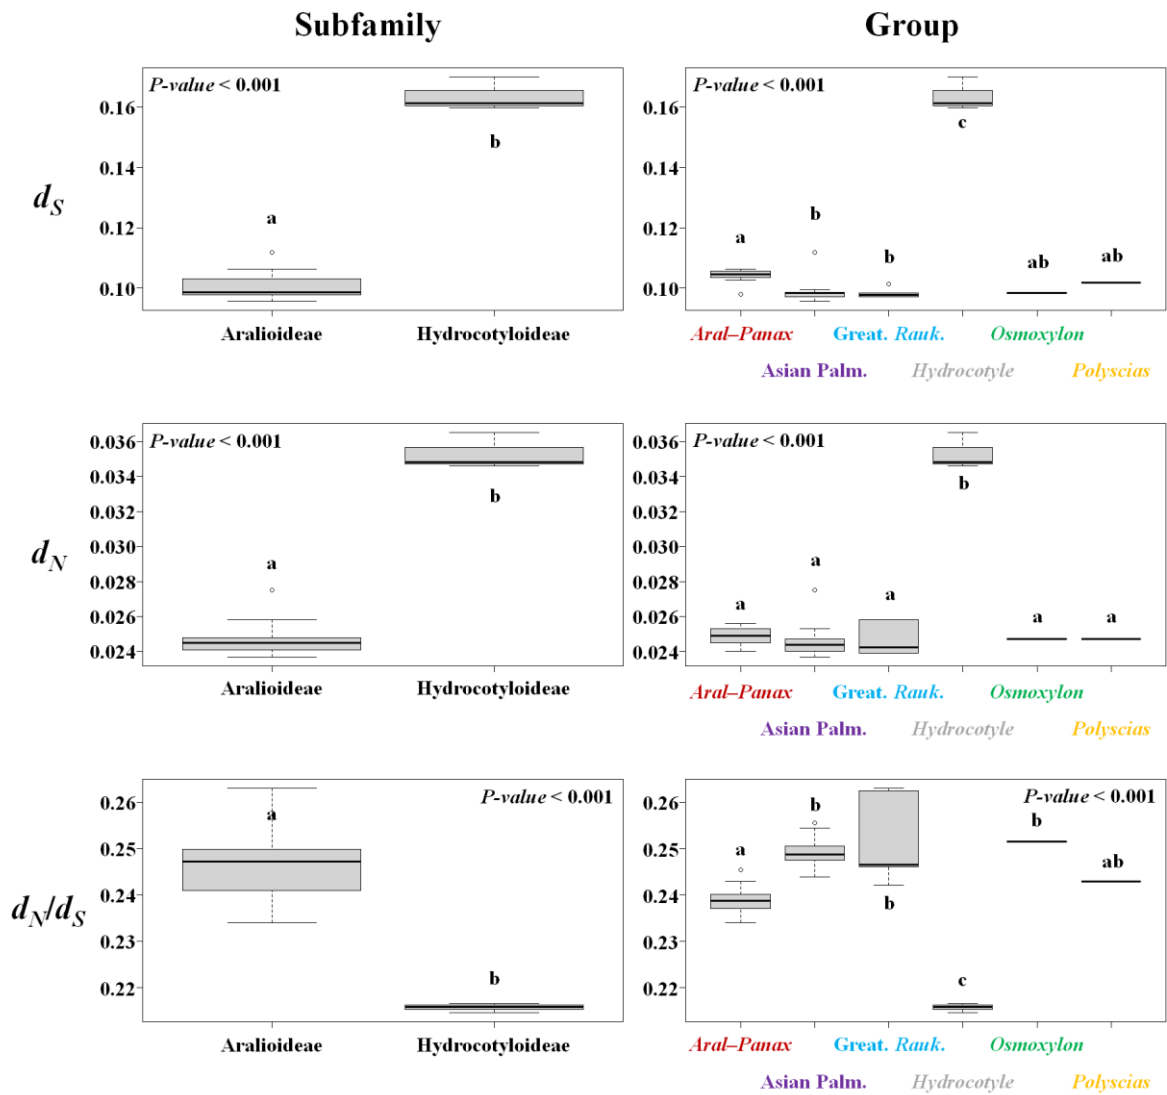 Subfamily
Group
d_S
P-value < 0.001
0.16
0.14
0.12
0.10
a
b
Aralioideae
Hydrocotyloideae
P-value < 0.001
0.16
0.14
0.12
0.10
a
b
b
c
ab
ab
Aral–Panax
Great. Rauk.
Osmoxylon
Asian Palm.
Hydrocotyle
Polyscias
d_N
P-value < 0.001
0.036
0.034
0.032
0.030
0.028
0.026
0.024
a
b
Aralioideae
Hydrocotyloideae
P-value < 0.001
0.036
0.034
0.032
0.030
0.028
0.026
0.024
a
a
a
b
a
a
Aral–Panax
Great. Rauk.
Osmoxylon
Asian Palm.
Hydrocotyle
Polyscias
d_N/d_S
P-value < 0.001
0.26
0.25
0.24
0.23
0.22
a
b
Aralioideae
Hydrocotyloideae
P-value < 0.001
0.26
0.25
0.24
0.23
0.22
a
b
b
c
b
ab
Aral–Panax
Great. Rauk.
Osmoxylon
Asian Palm.
Hydrocotyle
Polyscias